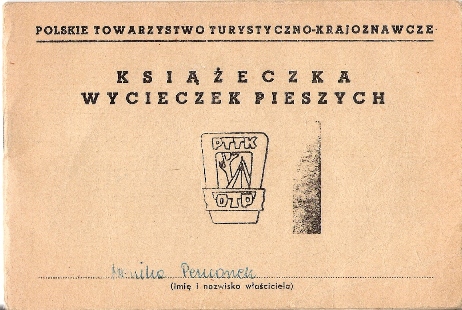 POLSKIE TOWARZYSTWO TURYSTYCZNO-KRAJOZNAWCZE
KSIĄŻECZKA
WYCIECZEK PIESZYCH
PTTK
OTP
(Imię i nazwisko właściciela)